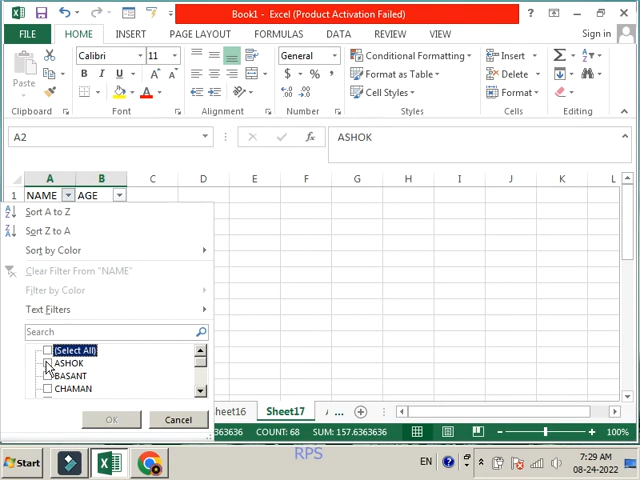 Book1 - Excel (Product Activation Failed)
FILE HOME INSERT PAGE LAYOUT FORMULAS DATA REVIEW VIEW Sign in
Paste
Calibri 11
B I U A A A
General
$ % ,
Conditional Formatting
Format as Table
Cell Styles
Insert
Delete
Format
Clipboard Font Alignment Number Styles Cells Editing
A2 fx ASHOK
A B C D E F G H I J K L
1 NAME AGE
Sort A to Z
Sort Z to A
Sort by Color
Clear Filter From "NAME"
Filter by Color
Text Filters
Search
(Select All)
ASHOK
BASANT
CHAMAN
OK Cancel
heet16 Sheet17 ...
363636 COUNT: 68 SUM: 157.6363636 100%
RPS
Start EN 7:29 AM
08-24-2022